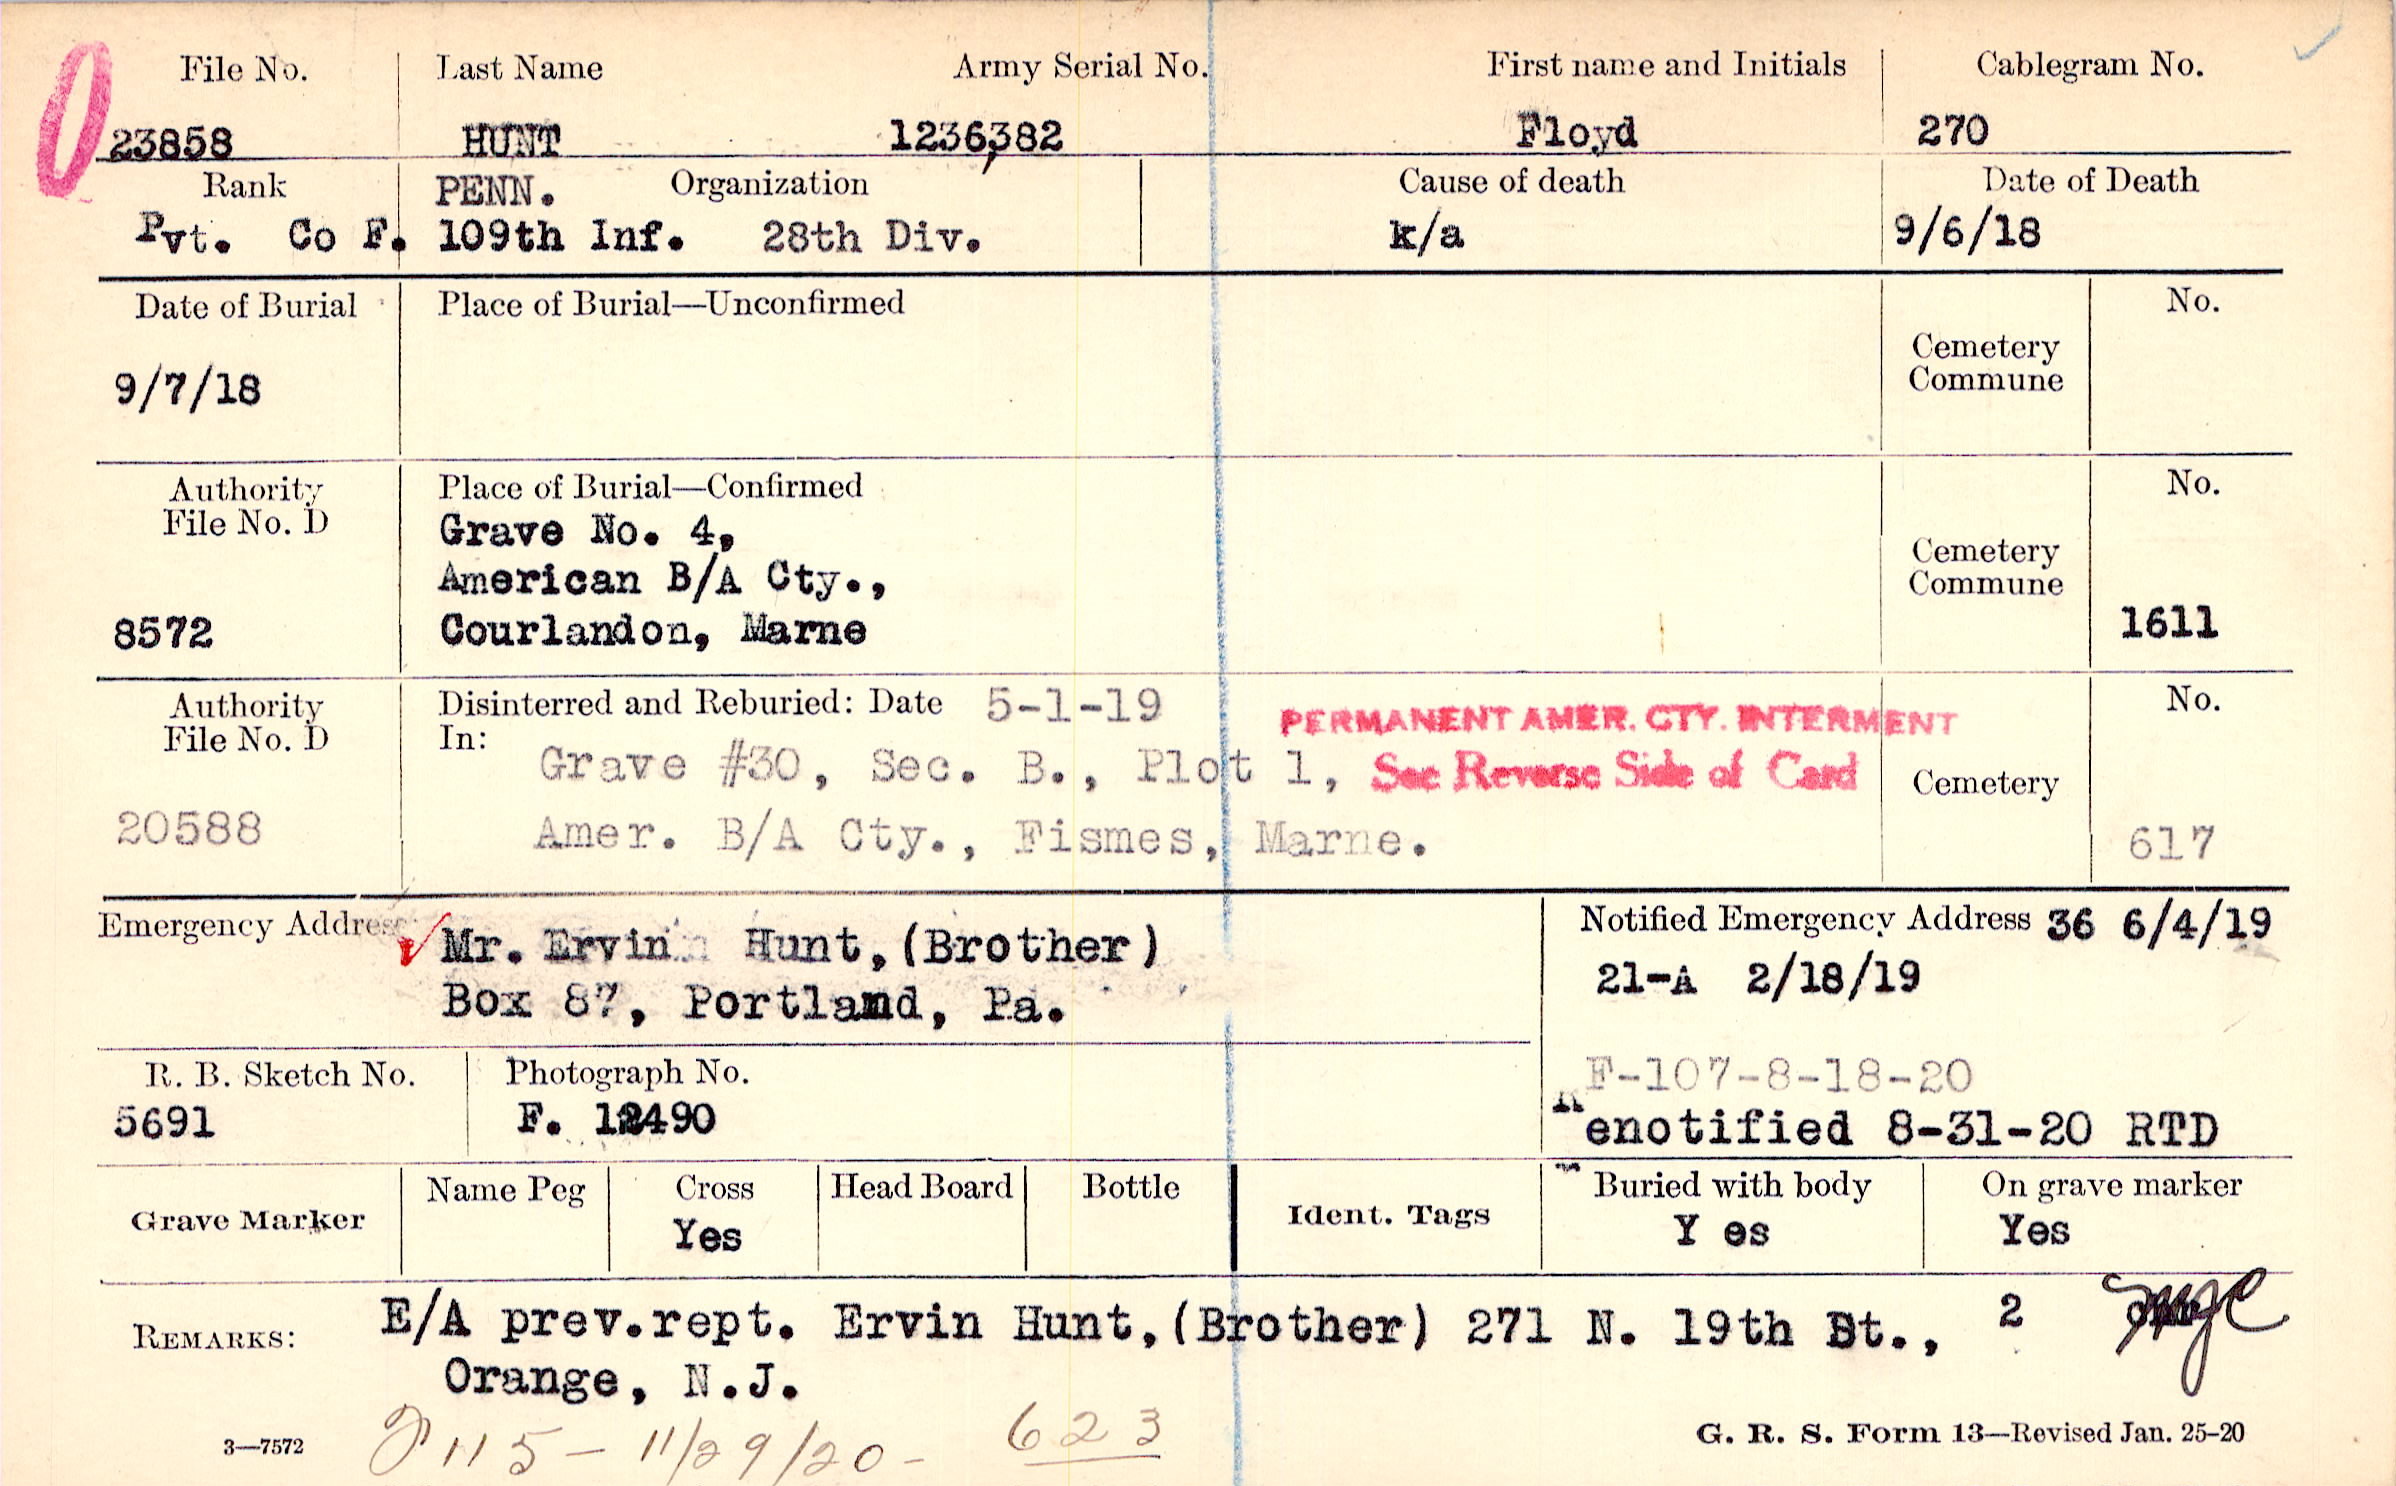 File No. Last Name Army Serial No. First name and Initials Cablegram No.
23858 HUNT 1236382 Floyd 270
Rank PENN. Organization Cause of death Date of Death
Pvt. Co F. 109th Inf. 28th Div. k/a 9/6/18
Date of Burial Place of Burial—Unconfirmed No.
Cemetery
Commune
9/7/18
Authority Place of Burial—Confirmed No.
File No. D Grave No. 4,
American B/A Cty., Cemetery
Commune
8572 Courlandon, Marne 1611
Authority Disinterred and Reburied: Date 5-1-19 PERMANENT AMER. CTY. INTERMENT No.
File No. D In:
Grave #30, Sec. B., Plot 1, See Reverse Side of Card Cemetery
20588 Amer. B/A Cty., Fismes, Marne. 617
Emergency Address Mr. Ervin Hunt, (Brother) Notified Emergency Address 36 6/4/19
Box 87, Portland, Pa. 21-A 2/18/19
R. B. Sketch No. Photograph No. F-107-8-18-20
5691 F. Renotified 8-31-20 RTD
Name Peg Cross Head Board Bottle Buried with body On grave marker
Grave Marker Yes Ident. Tags Y es Yes
REMARKS: E/A prev.rept. Ervin Hunt, (Brother) 271 N. 19th St., 2
Orange, N.J.
3—7572 115 - 11/29/20 - 623 G. R. S. Form 13—Revised Jan. 25-20